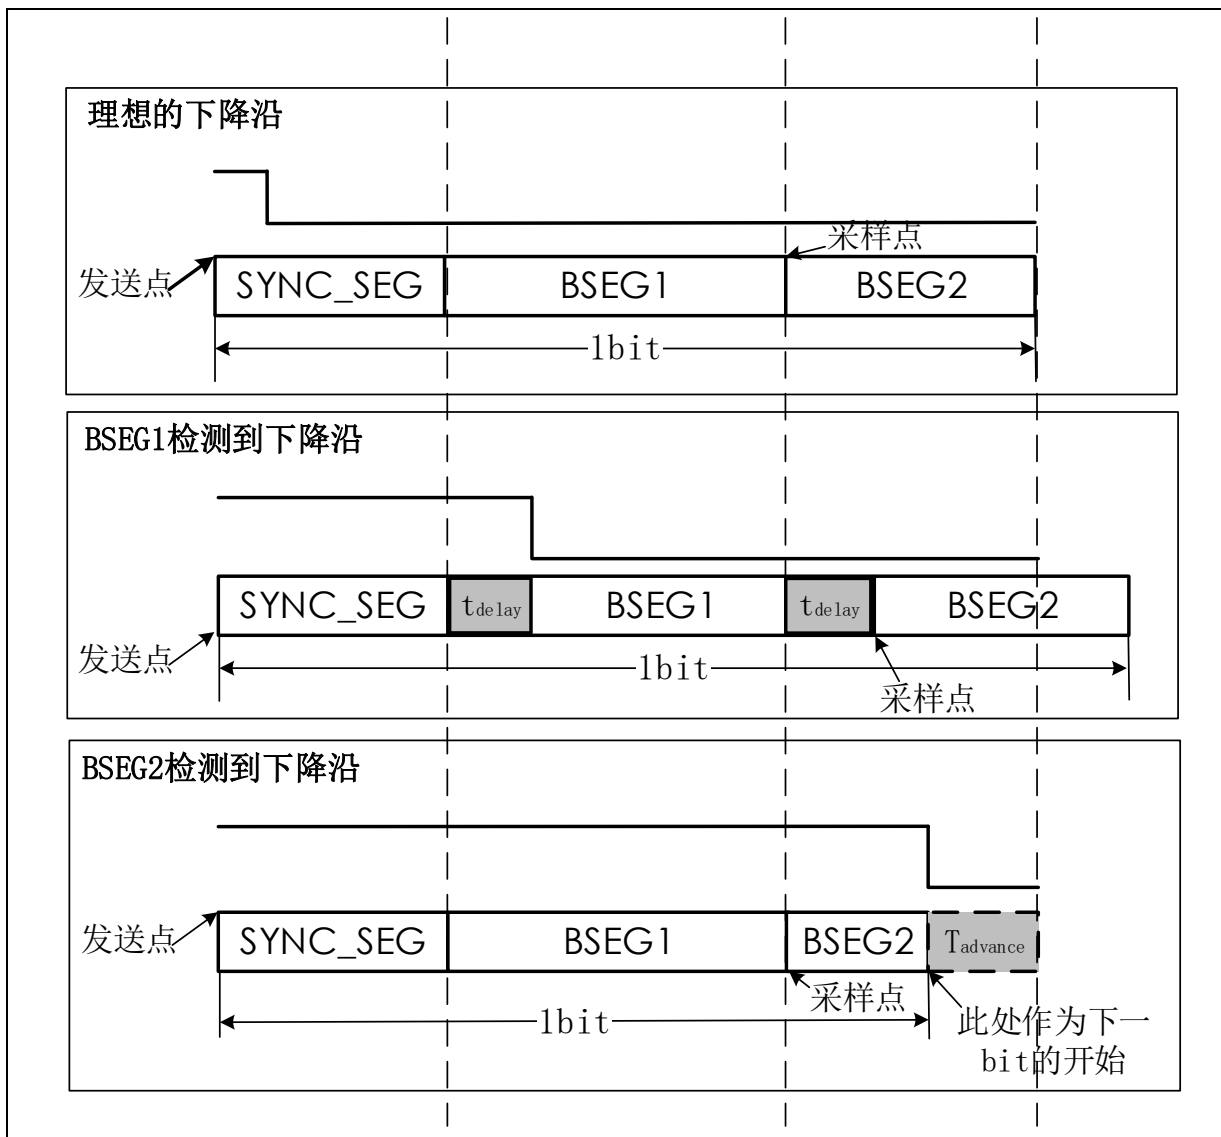 理想的下降沿
采样点
发送点
SYNC_SEG BSEG1 BSEG2
1bit
BSEG1检测到下降沿
SYNC_SEG tdelay BSEG1 tdelay BSEG2
发送点
1bit
采样点
BSEG2检测到下降沿
发送点
SYNC_SEG BSEG1 BSEG2 Tadvance
采样点
1bit
此处作为下一
bit的开始